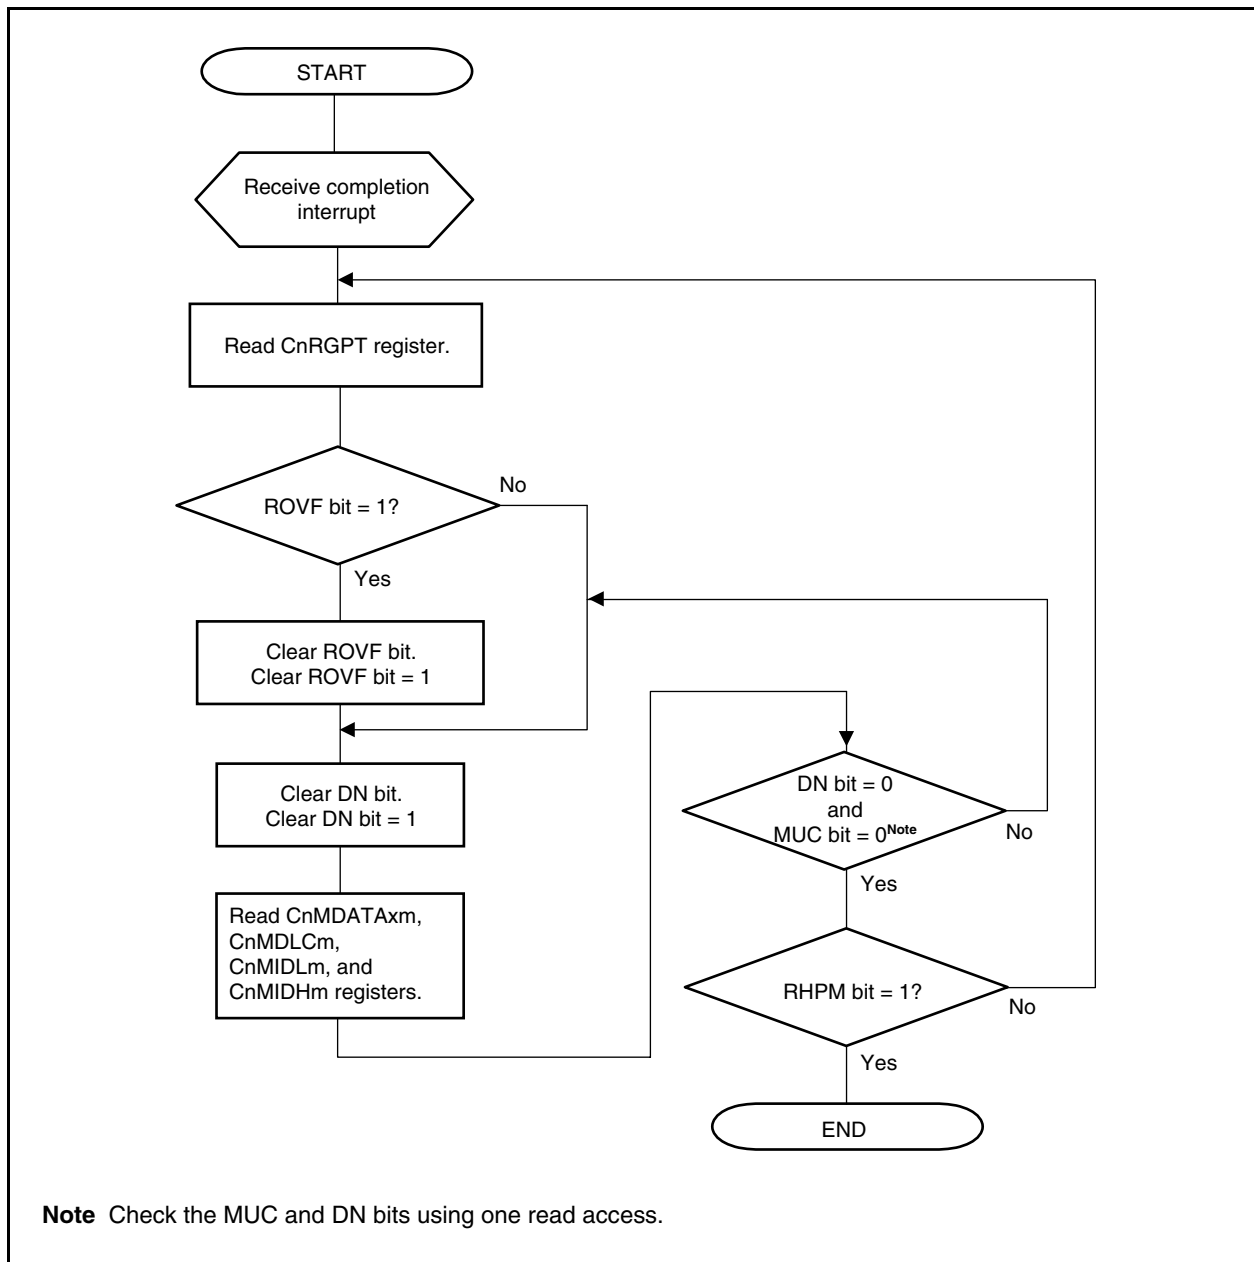 START
Receive completion
interrupt
Read CnRGPT register.
ROVF bit = 1?
No
Yes
Clear ROVF bit.
Clear ROVF bit = 1
Clear DN bit.
Clear DN bit = 1
Read CnMDATAxm,
CnMDLCm,
CnMIDLm, and
CnMIDHm registers.
DN bit = 0
and
MUC bit = 0Note
No
Yes
RHPM bit = 1?
No
Yes
END
Note Check the MUC and DN bits using one read access.